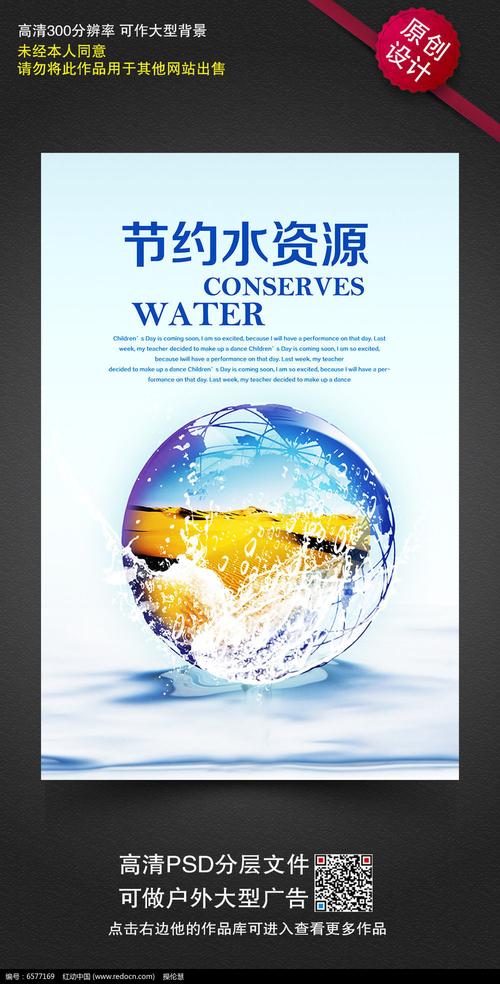 高清300分辨率 可作大型背景
未经本人同意
请勿将此作品用于其他网站出售
原创
设计
节约水资源
CONSERVES
WATER
Children’s Day is coming soon, I am so excited, because I will have a performance on that day. Last
week, my teacher decided to make up a dance Children’s Day is coming soon, I am so excited,
because Iwill have a performance on that day. Last week, my teacher
decided to make up a dance Children’s Day is coming soon, I am so excited, because I will have a per-
formance on that day. Last week, my teacher decided to make up a dance
高清PSD分层文件
可做户外大型广告
点击右边他的作品库可进入查看更多作品
编号：6577169 红动中国 (www.redocn.com) 操伦慧